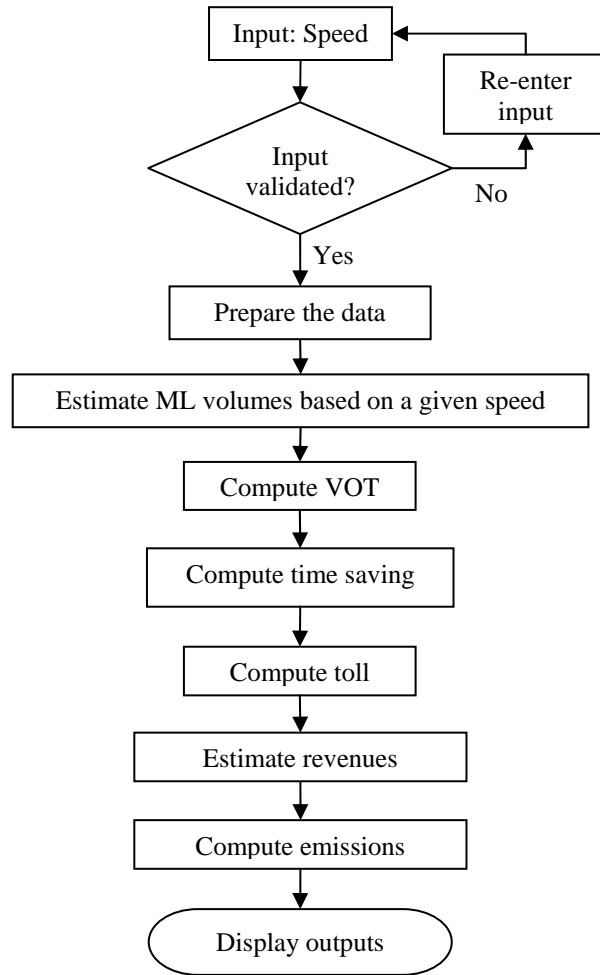 Input: Speed
Re-enter
input
Input
validated?
No
Yes
Prepare the data
Estimate ML volumes based on a given speed
Compute VOT
Compute time saving
Compute toll
Estimate revenues
Compute emissions
Display outputs